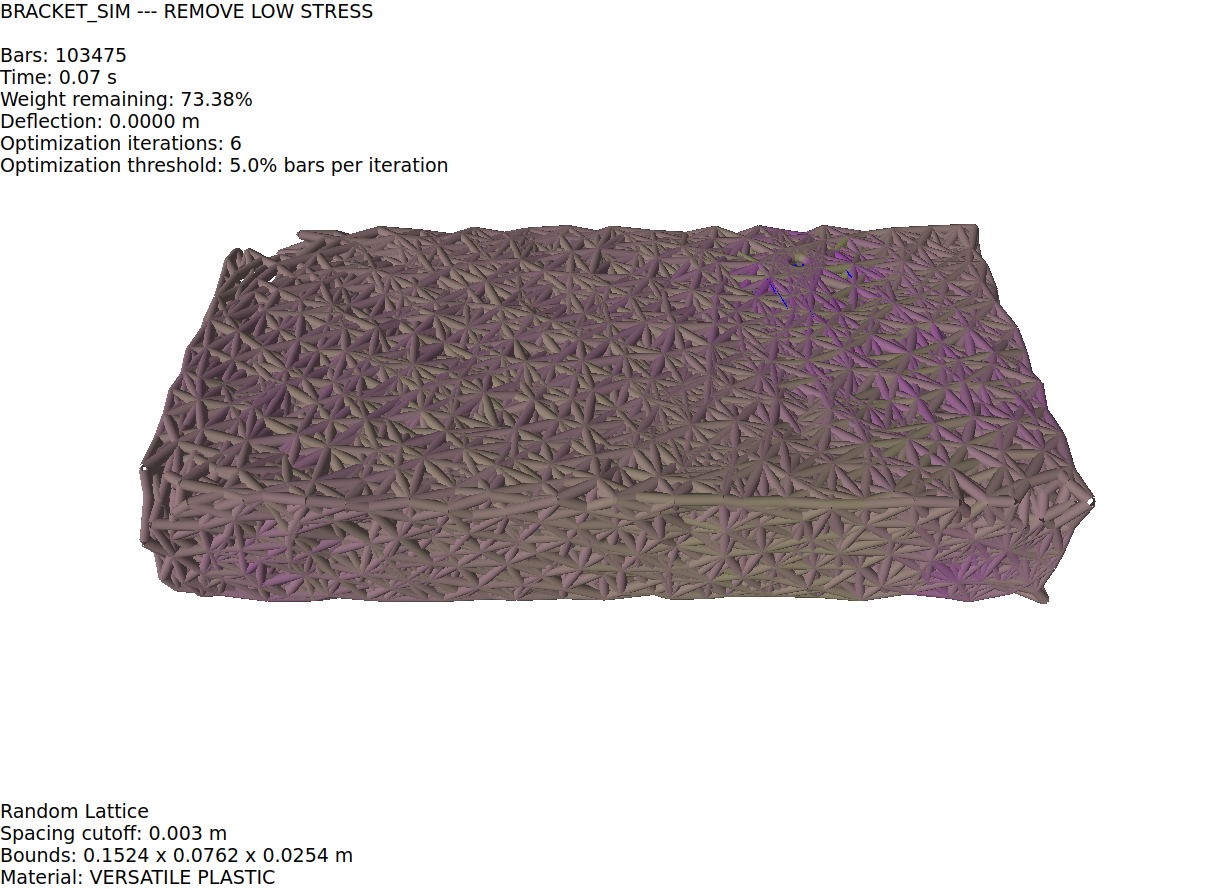 BRACKET_SIM --- REMOVE LOW STRESS
Bars: 103475
Time: 0.07 s
Weight remaining: 73.38%
Deflection: 0.0000 m
Optimization iterations: 6
Optimization threshold: 5.0% bars per iteration
Random Lattice
Spacing cutoff: 0.003 m
Bounds: 0.1524 x 0.0762 x 0.0254 m
Material: VERSATILE PLASTIC